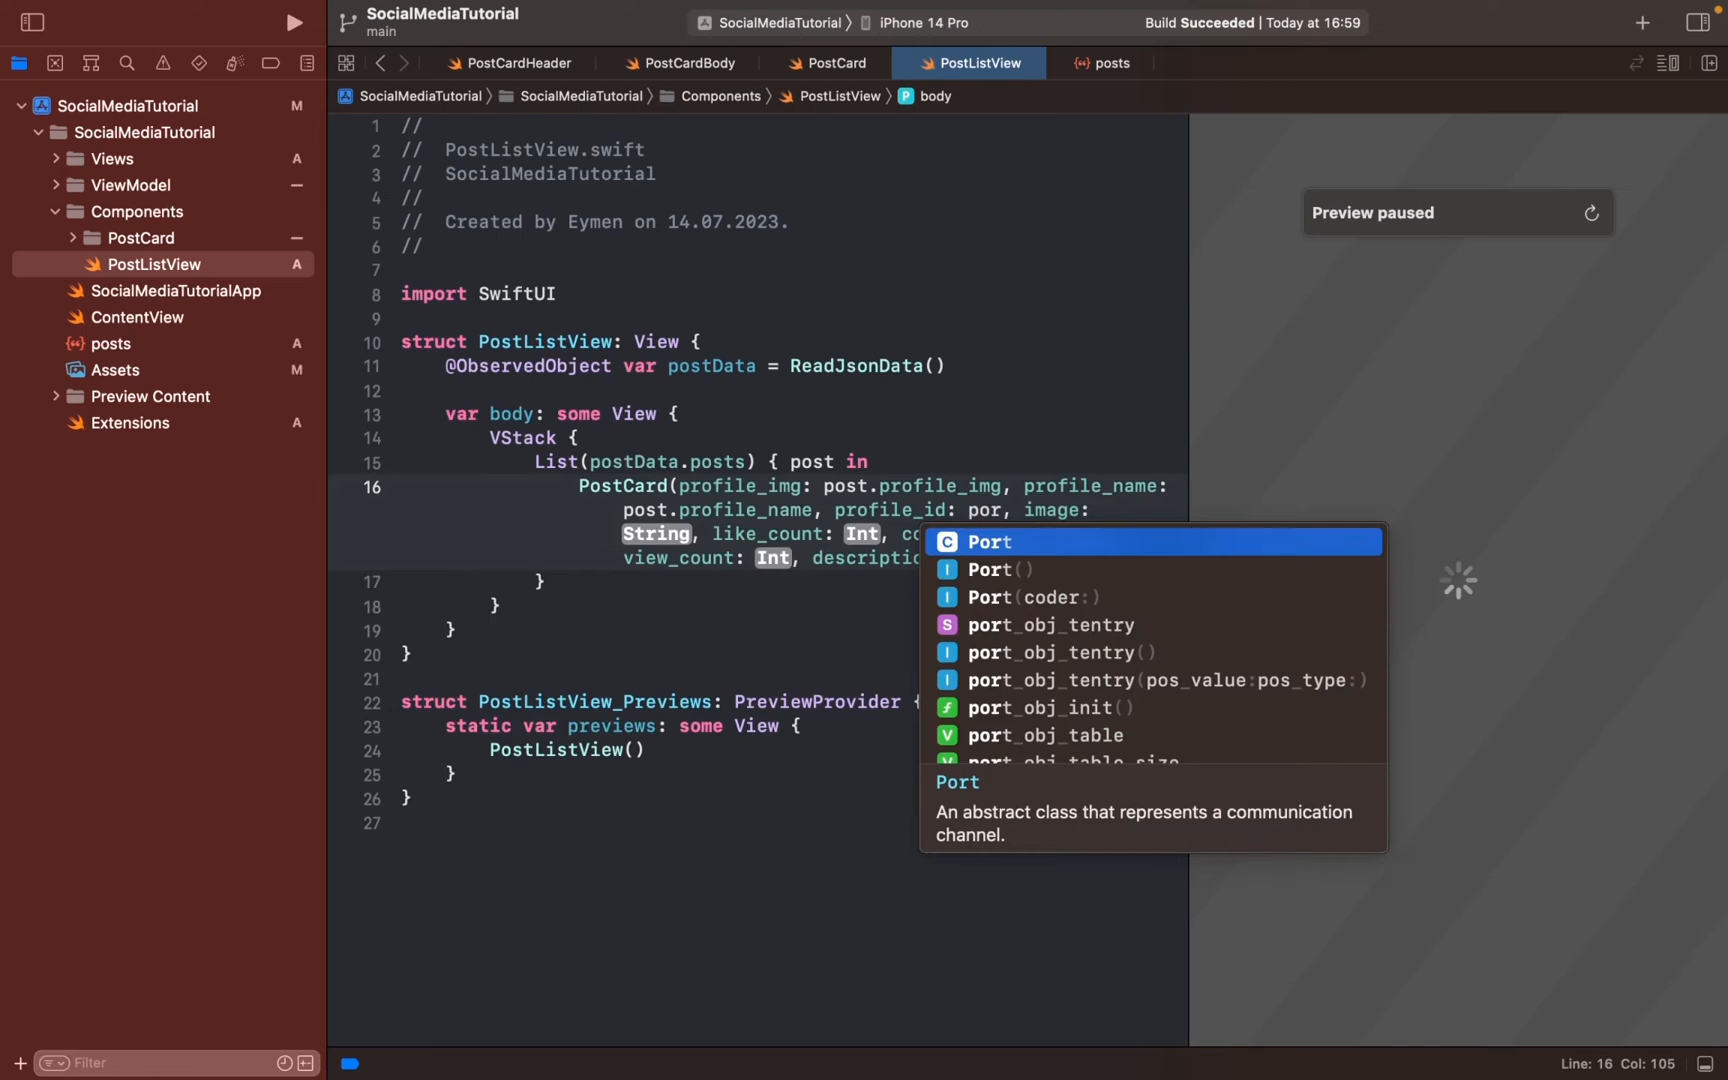 SocialMediaTutorial
main
SocialMediaTutorial 〉 iPhone 14 Pro
Build Succeeded | Today at 16:59
PostCardHeader
PostCardBody
PostCard
PostListView
posts
SocialMediaTutorial 〉 SocialMediaTutorial 〉 Components 〉 PostListView 〉 P body
SocialMediaTutorial M
SocialMediaTutorial
Views A
ViewModel
Components
PostCard
PostListView A
SocialMediaTutorialApp
ContentView
posts A
Assets M
Preview Content
Extensions A
Filter
1 //
2 //  PostListView.swift
3 //  SocialMediaTutorial
4 //
5 //  Created by Eymen on 14.07.2023.
6 //
7
8 import SwiftUI
9
10 struct PostListView: View {
11     @ObservedObject var postData = ReadJsonData()
12
13     var body: some View {
14         VStack {
15             List(postData.posts) { post in
16                 PostCard(profile_img: post.profile_img, profile_name:
post.profile_name, profile_id: por, image:
String, like_count: Int, co
view_count: Int, descriptio
17             }
18         }
19     }
20 }
21
22 struct PostListView_Previews: PreviewProvider {
23     static var previews: some View {
24         PostListView()
25     }
26 }
27
C Port
I Port()
I Port(coder:)
S port_obj_tentry
I port_obj_tentry()
I port_obj_tentry(pos_value:pos_type:)
f port_obj_init()
V port_obj_table
V port_obj_table_size
Port
An abstract class that represents a communication
channel.
Preview paused
Line: 16 Col: 105